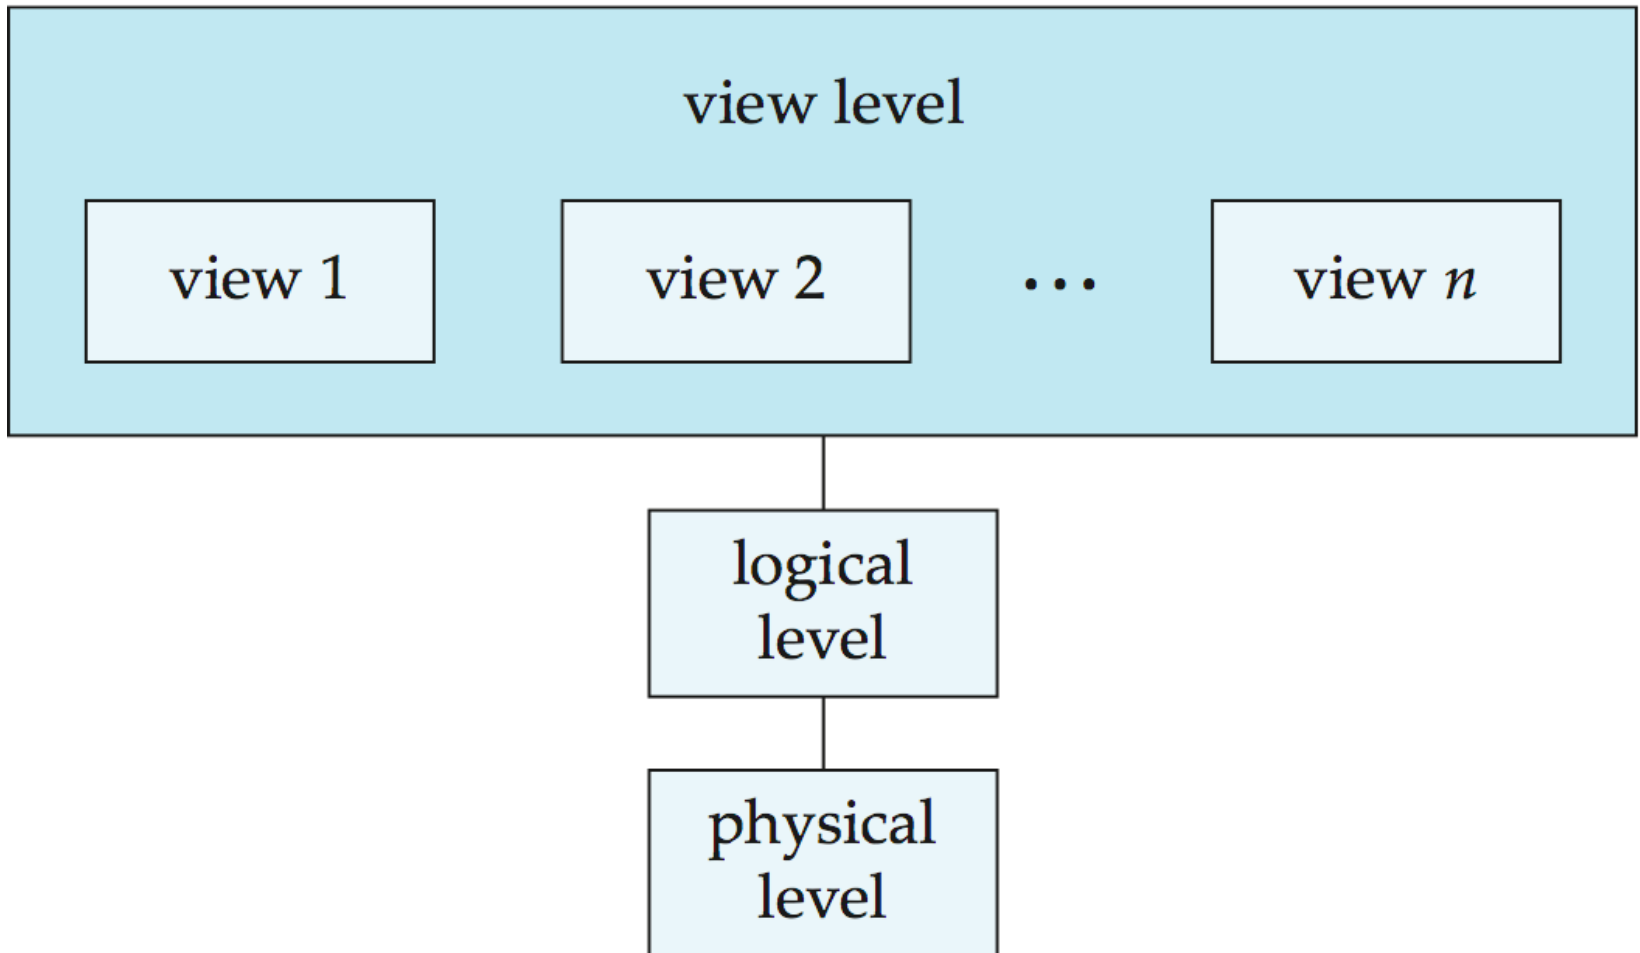 view level
view 1
view 2
...
view n
logical
level
physical
level